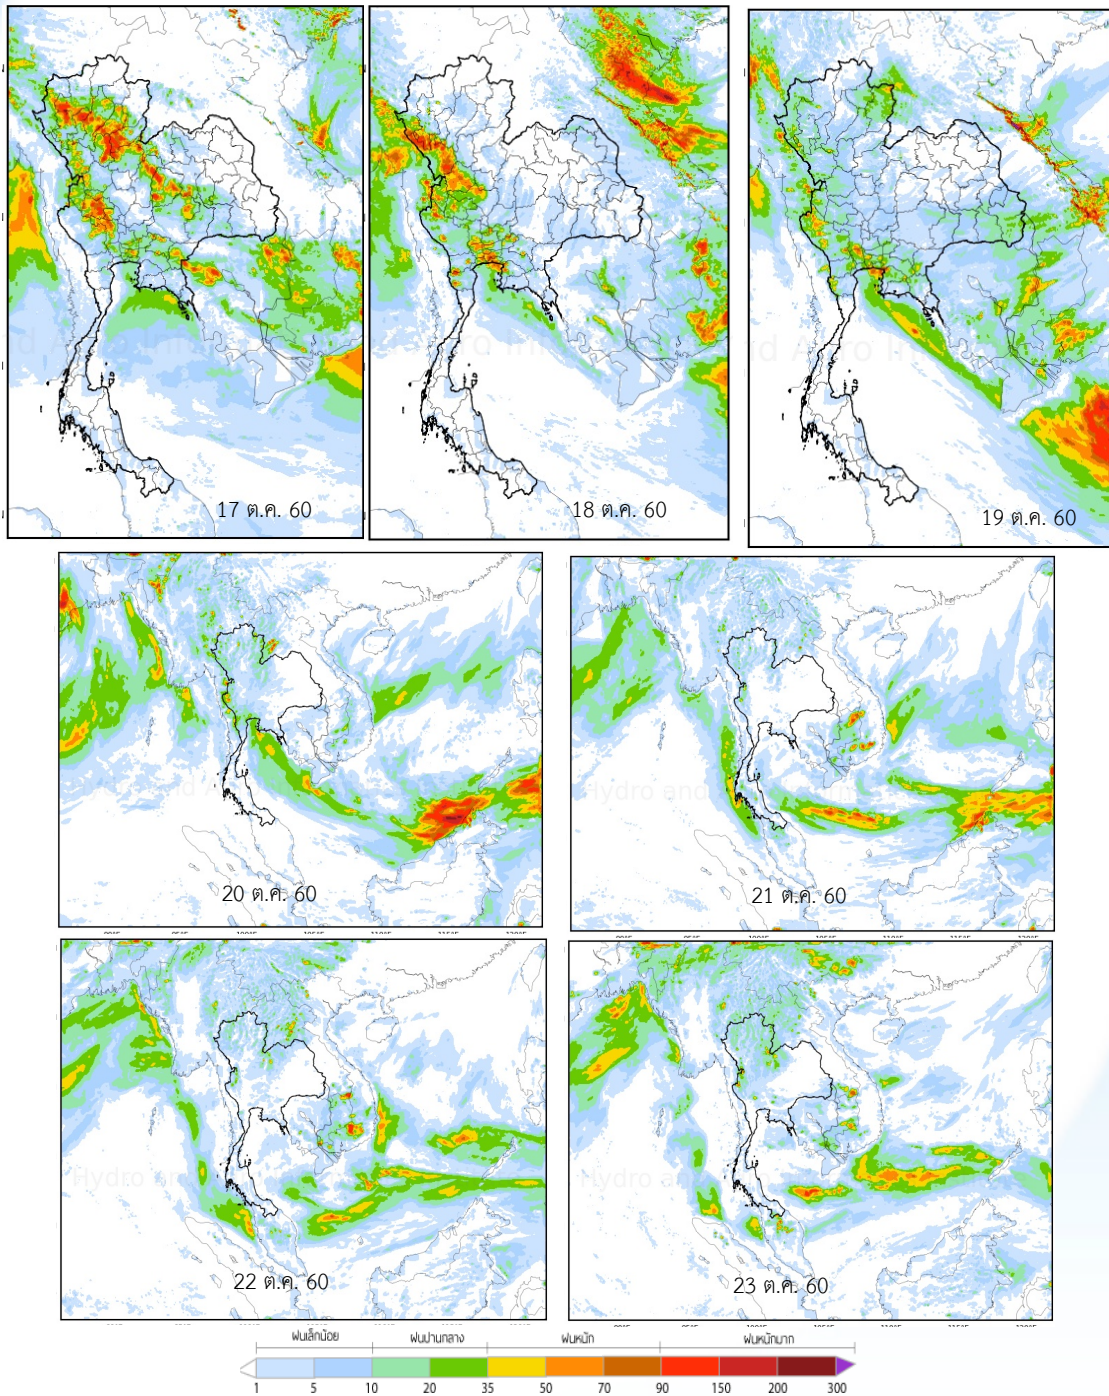 17 ต.ค. 60
18 ต.ค. 60
19 ต.ค. 60
20 ต.ค. 60
21 ต.ค. 60
22 ต.ค. 60
Hydro and
23 ต.ค. 60
ฝนเล็กน้อย ฝนปานกลาง ฝนหนัก ฝนหนักมาก
1 5 10 20 35 50 70 90 150 200 300